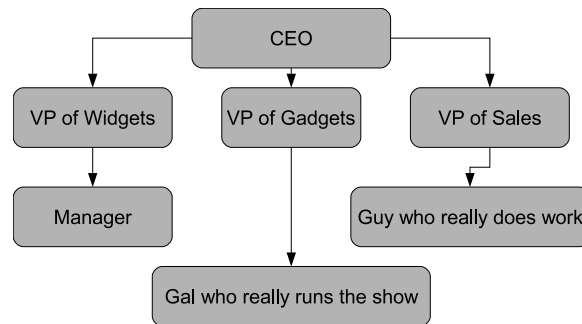 CEO
VP of Widgets
VP of Gadgets
VP of Sales
Manager
Guy who really does work
Gal who really runs the show